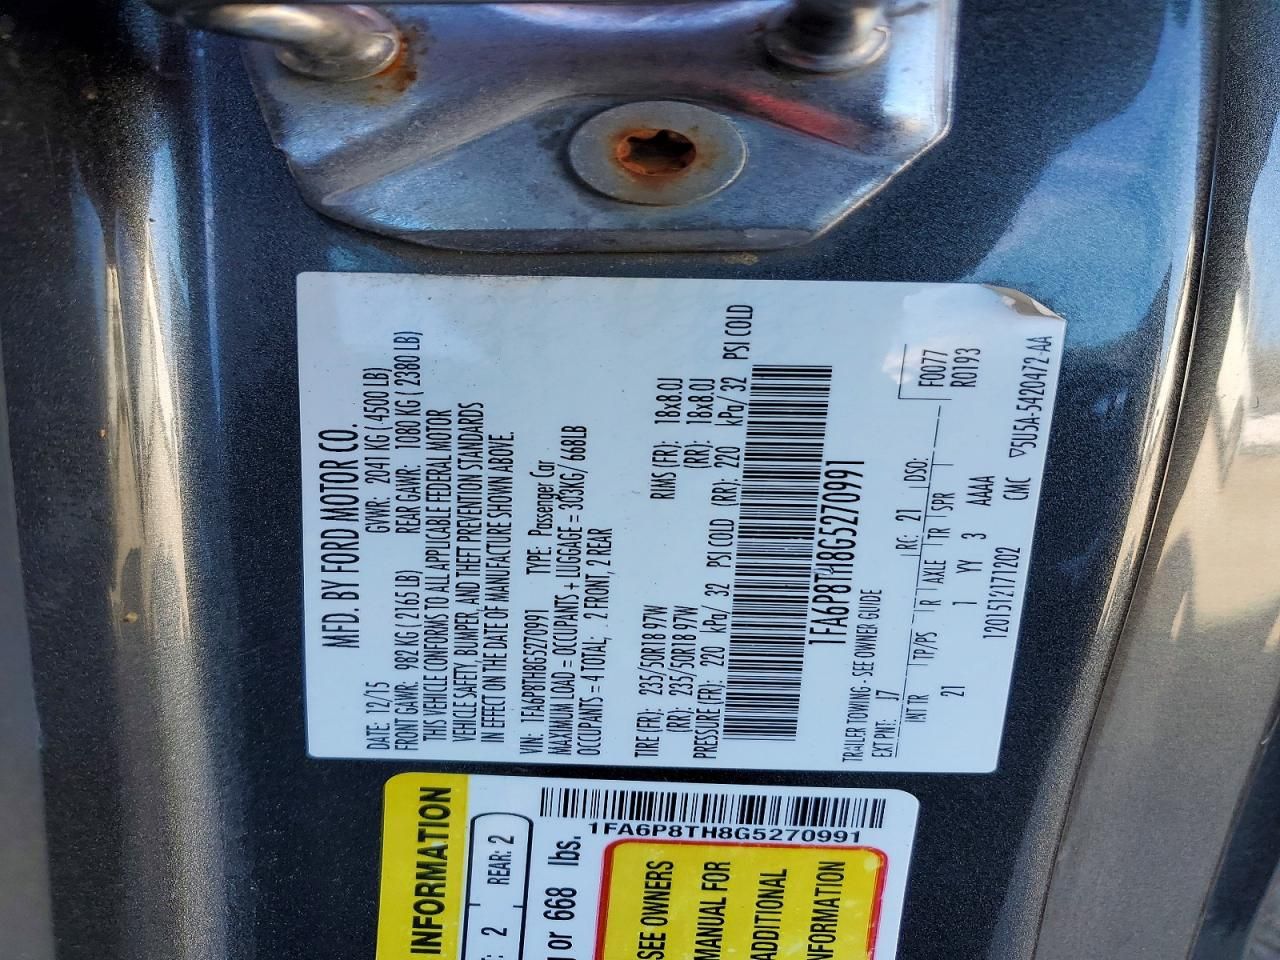 MFD. BY FORD MOTOR CO.
DATE: 12/15 GVWR: 2041 KG ( 4500 LB)
FRONT GAWR: 982 KG ( 2165 LB) REAR GAWR: 1080 KG ( 2380 LB)
THIS VEHICLE CONFORMS TO ALL APPLICABLE FEDERAL MOTOR
VEHICLE SAFETY, BUMPER, AND THEFT PREVENTION STANDARDS
IN EFFECT ON THE DATE OF MANUFACTURE SHOWN ABOVE.
VIN: 1FA6P8TH8G5270991 TYPE: Passenger Car
MAXIMUM LOAD = OCCUPANTS + LUGGAGE = 303KG/ 668LB
OCCUPANTS = 4 TOTAL; 2 FRONT, 2 REAR
TIRE (FR): 235/50R18 97W RIMS (FR): 18x8.0J
(RR): 235/50R18 97W (RR): 18x8.0J
PRESSURE (FR): 220 kPa/ 32 PSI COLD (RR): 220 kPa/ 32 PSI COLD
1FA6P8TH8G5270991
TRAILER TOWING- SEE OWNER GUIDE
EXT PNT: J7 RC: 21 DSO: F0077
INT TR TP/PS R AXLE TR SPR R0193
21 1 YY 3 AAAA
12015121711202 CMC ▽5U5A-5420472-AA
INFORMATION
2 REAR: 2
or 668 lbs.
1FA6P8TH8G5270991
SEE OWNERS
MANUAL FOR
ADDITIONAL
INFORMATION